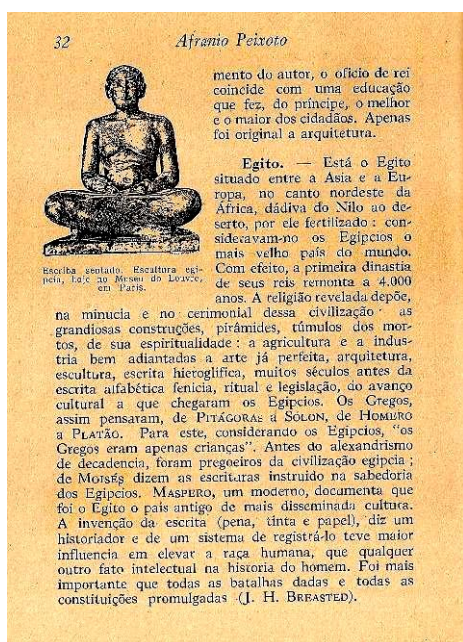 32
Afranio Peixoto
mento do autor, o oficio de rei
coincide com uma educação
que fez, do príncipe, o melhor
e o maior dos cidadãos. Apenas
foi original a arquitetura.
Egito. — Está o Egito
situado entre a Asia e a Eu-
ropa, no canto nordeste da
África, dádiva do Nilo ao de-
serto, por ele fertilizado : con-
sideravam-no os Egipcios o
mais velho país do mundo.
Com efeito, a primeira dinastia
de seus reis remonta a 4.000
anos. A religião revelada depõe,
Escriba sentado. Escultura egi-
pcia, hoje no Museu do Louvre,
em Paris.
na minucia e no cerimonial dessa civilização as
grandiosas construções, pirâmides, túmulos dos mor-
tos, de sua espiritualidade : a agricultura e a indus-
tria bem adiantadas a arte já perfeita, arquitetura,
escultura, escrita hieroglifica, muitos séculos antes da
escrita alfabética fenicia, ritual e legislação, do avanço
cultural a que chegaram os Egipcios. Os Gregos,
assim pensaram, de PITÁGORAS a SÓLON, de HOMERO
a PLATÃO. Para este, considerando os Egipcios, "os
Gregos eram apenas crianças". Antes do alexandrismo
de decadencia, foram pregoeiros da civilização egipcia ;
de MOISÉS dizem as escrituras instruido na sabedoria
dos Egipcios. MASPERO, um moderno, documenta que
foi o Egito o país antigo de mais disseminada cultura.
A invenção da escrita (pena, tinta e papel), diz um
historiador e de um sistema de registrá-lo teve maior
influencia em elevar a raça humana, que qualquer
outro fato intelectual na historia do homem. Foi mais
importante que todas as batalhas dadas e todas as
constituições promulgadas (J. H. BREASTED).